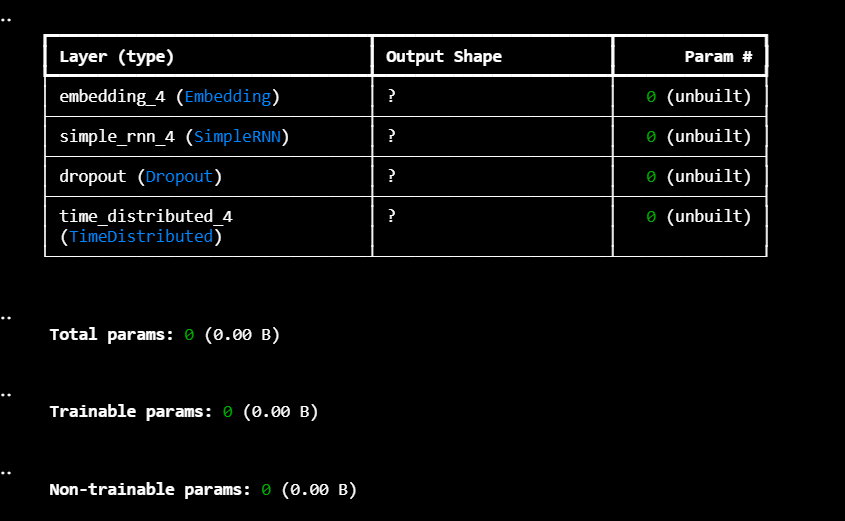 ..
Layer (type) Output Shape Param #
embedding_4 (Embedding) ? 0 (unbuilt)
simple_rnn_4 (SimpleRNN) ? 0 (unbuilt)
dropout (Dropout) ? 0 (unbuilt)
time_distributed_4 ? 0 (unbuilt)
(TimeDistributed)
..
Total params: 0 (0.00 B)
..
Trainable params: 0 (0.00 B)
..
Non-trainable params: 0 (0.00 B)